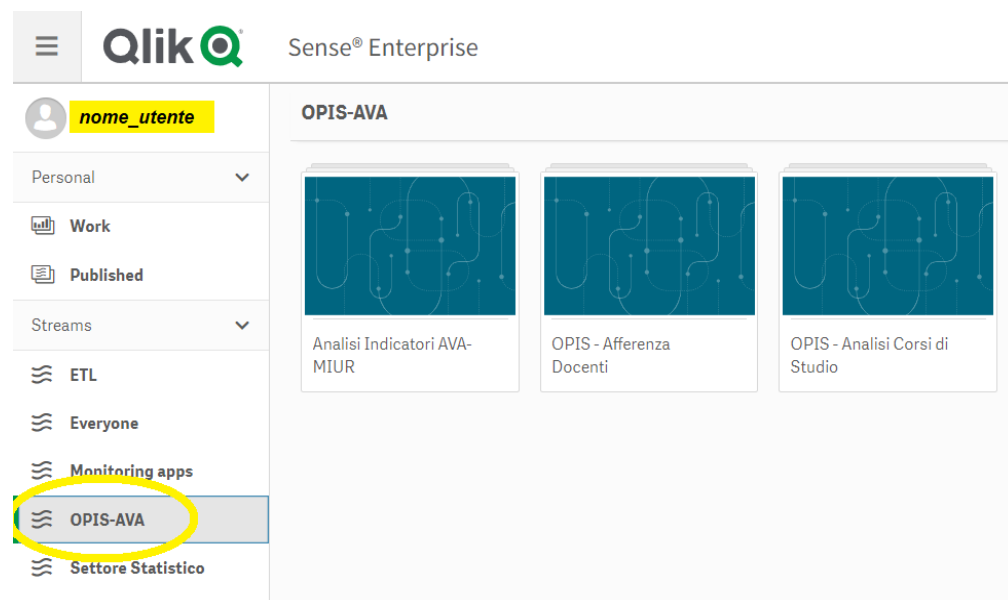 Qlik Sense® Enterprise
nome_utente
Personal
Work
Published
Streams
ETL
Everyone
Monitoring apps
OPIS-AVA
Settore Statistico
OPIS-AVA
Analisi Indicatori AVA-
MIUR
OPIS - Afferenza
Docenti
OPIS - Analisi Corsi di
Studio